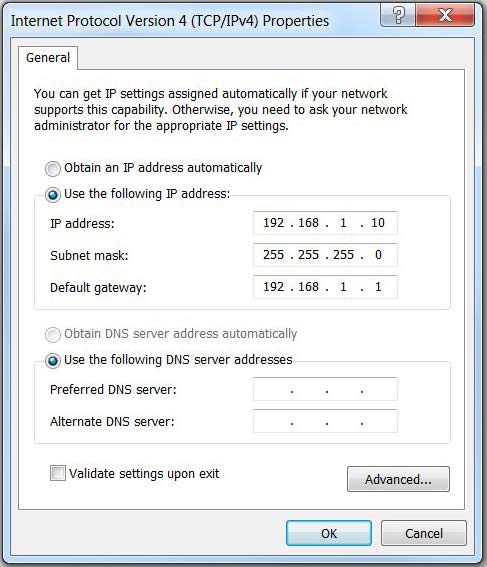 Internet Protocol Version 4 (TCP/IPv4) Properties
General
You can get IP settings assigned automatically if your network
supports this capability. Otherwise, you need to ask your network
administrator for the appropriate IP settings.
Obtain an IP address automatically
Use the following IP address:
IP address: 192 . 168 . 1 . 10
Subnet mask: 255 . 255 . 255 . 0
Default gateway: 192 . 168 . 1 . 1
Obtain DNS server address automatically
Use the following DNS server addresses
Preferred DNS server: . . .
Alternate DNS server: . . .
Validate settings upon exit
Advanced...
OK Cancel